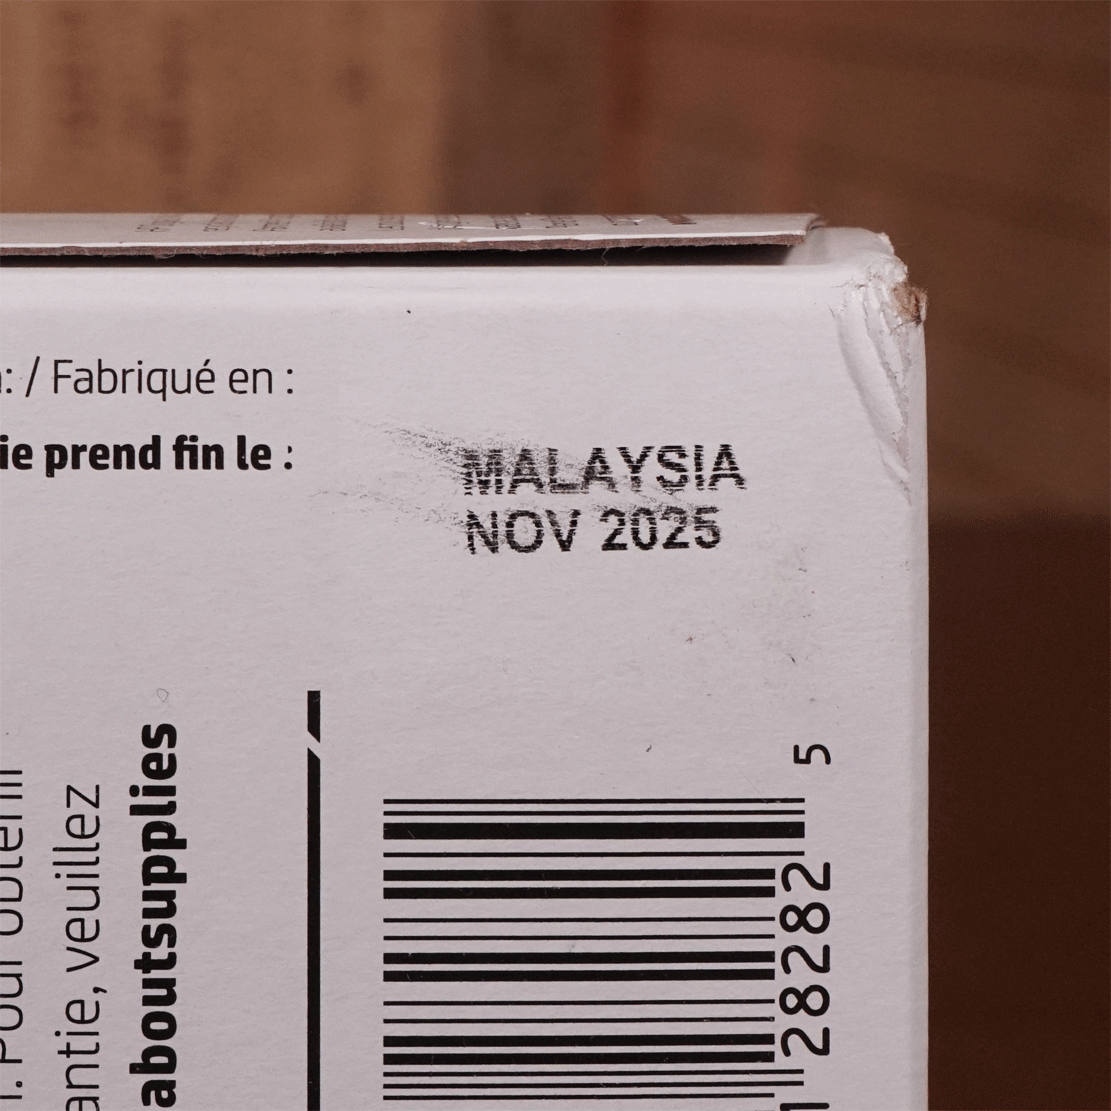 : / Fabriqué en :
ie prend fin le :
MALAYSIA
NOV 2025
. Pour obtenir
antie, veuillez
aboutsupplies
28282 5